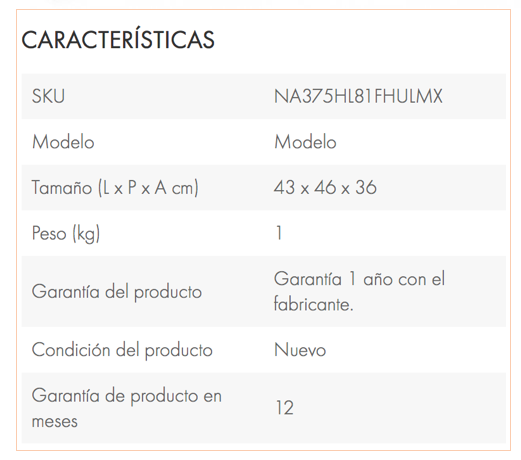 CARACTERÍSTICAS
SKU NA375HL81FHULMX
Modelo Modelo
Tamaño (L x P x A cm) 43 x 46 x 36
Peso (kg) 1
Garantía del producto Garantía 1 año con el
fabricante.
Condición del producto Nuevo
Garantía de producto en
meses 12